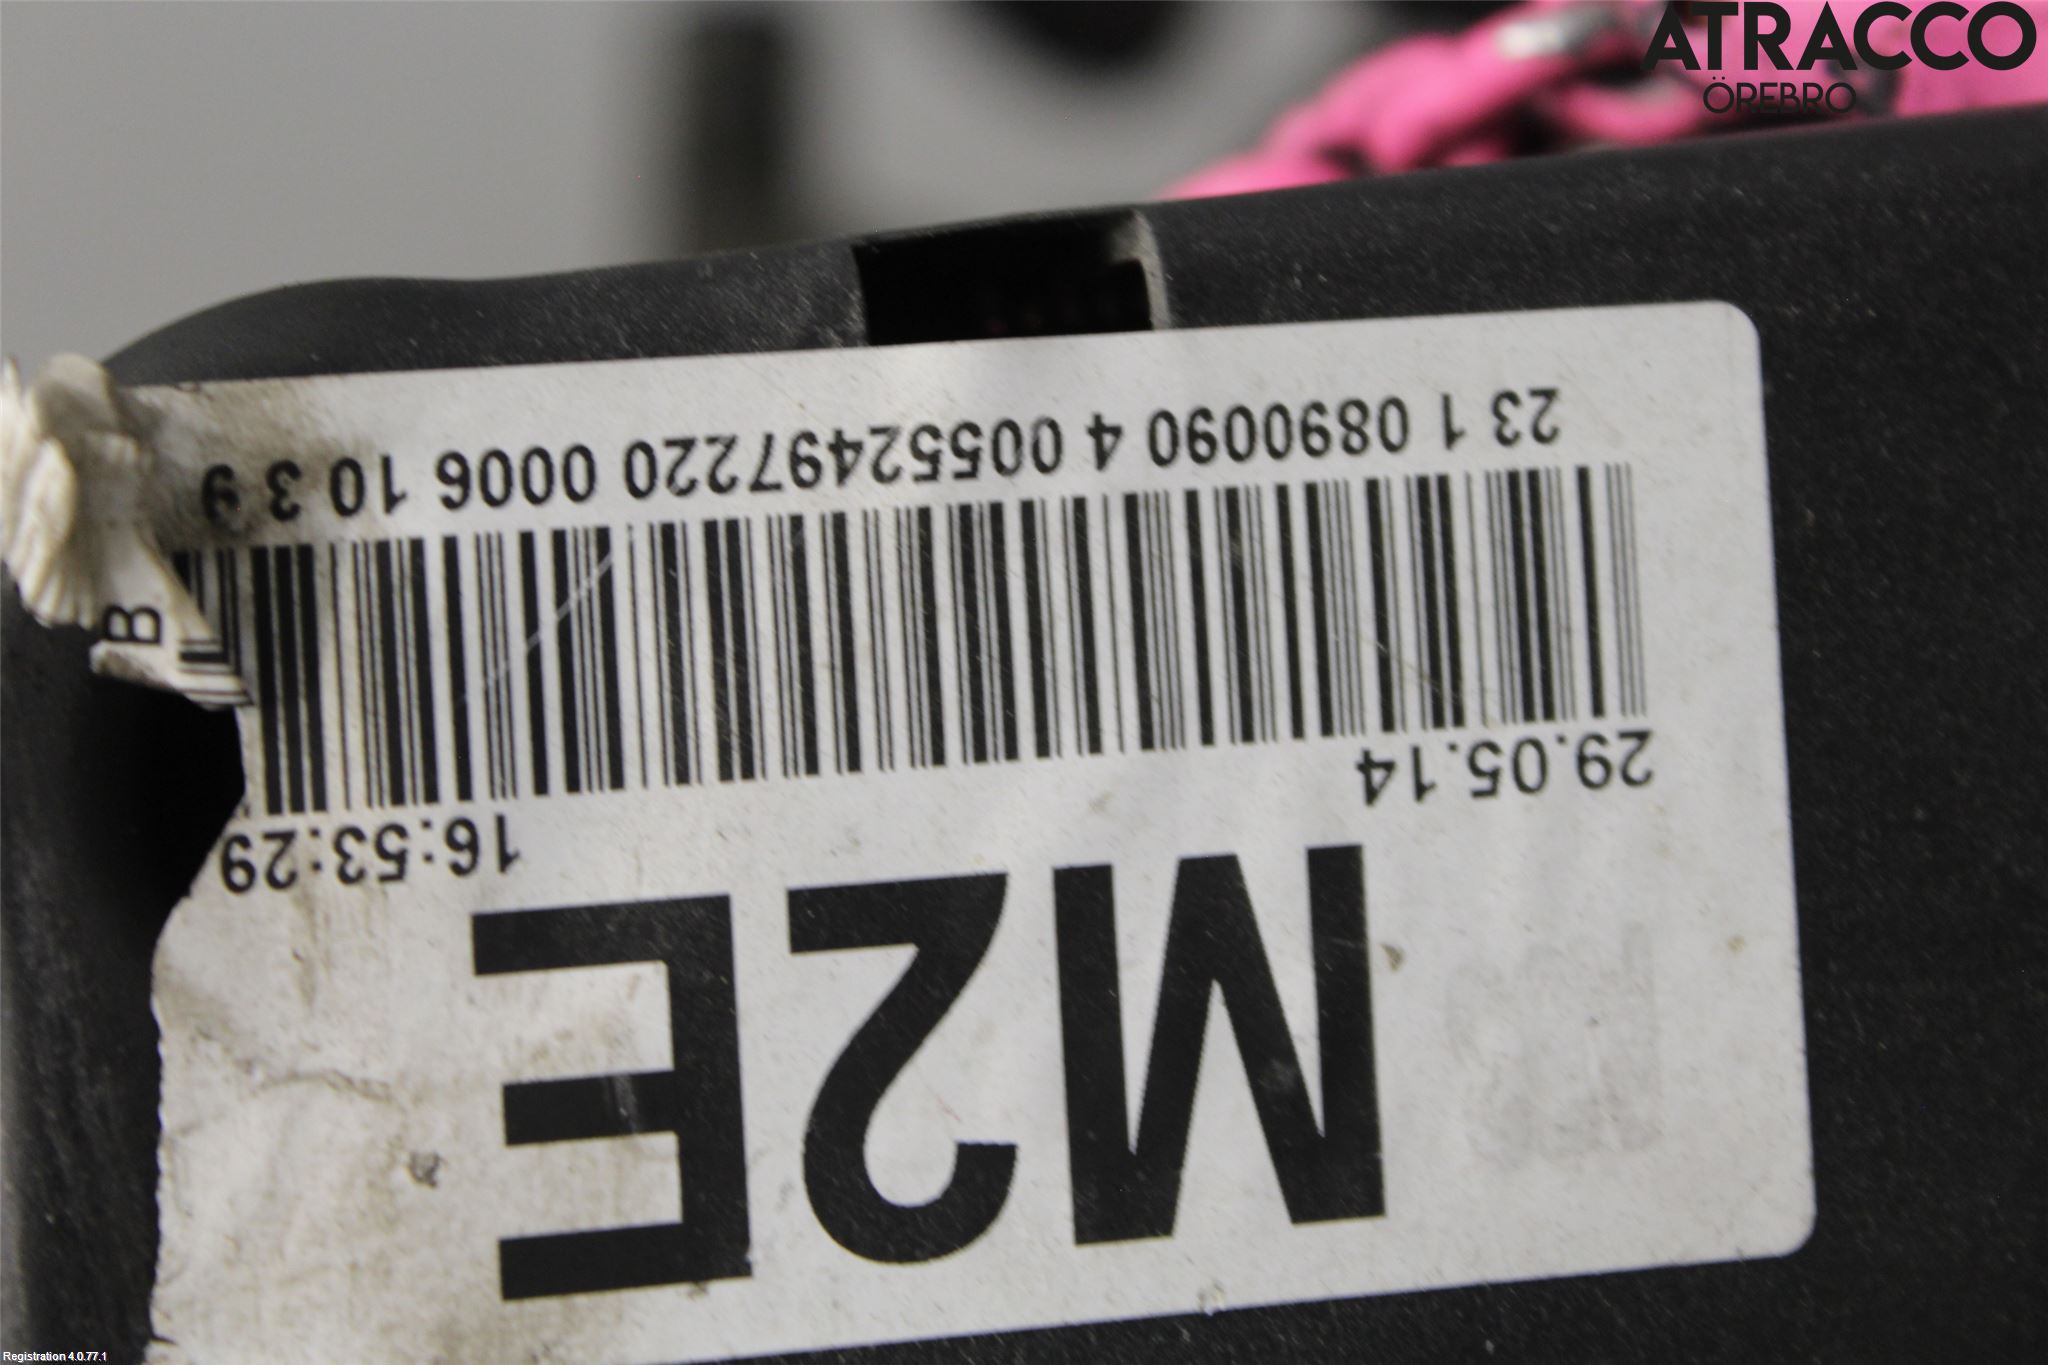 ATRACCO
ÖREBRO
M2E
29.05.14 16:53:29
23 1 0890090 4 00552497220 0006 10 3 9
B
Registration 4.0.77.1